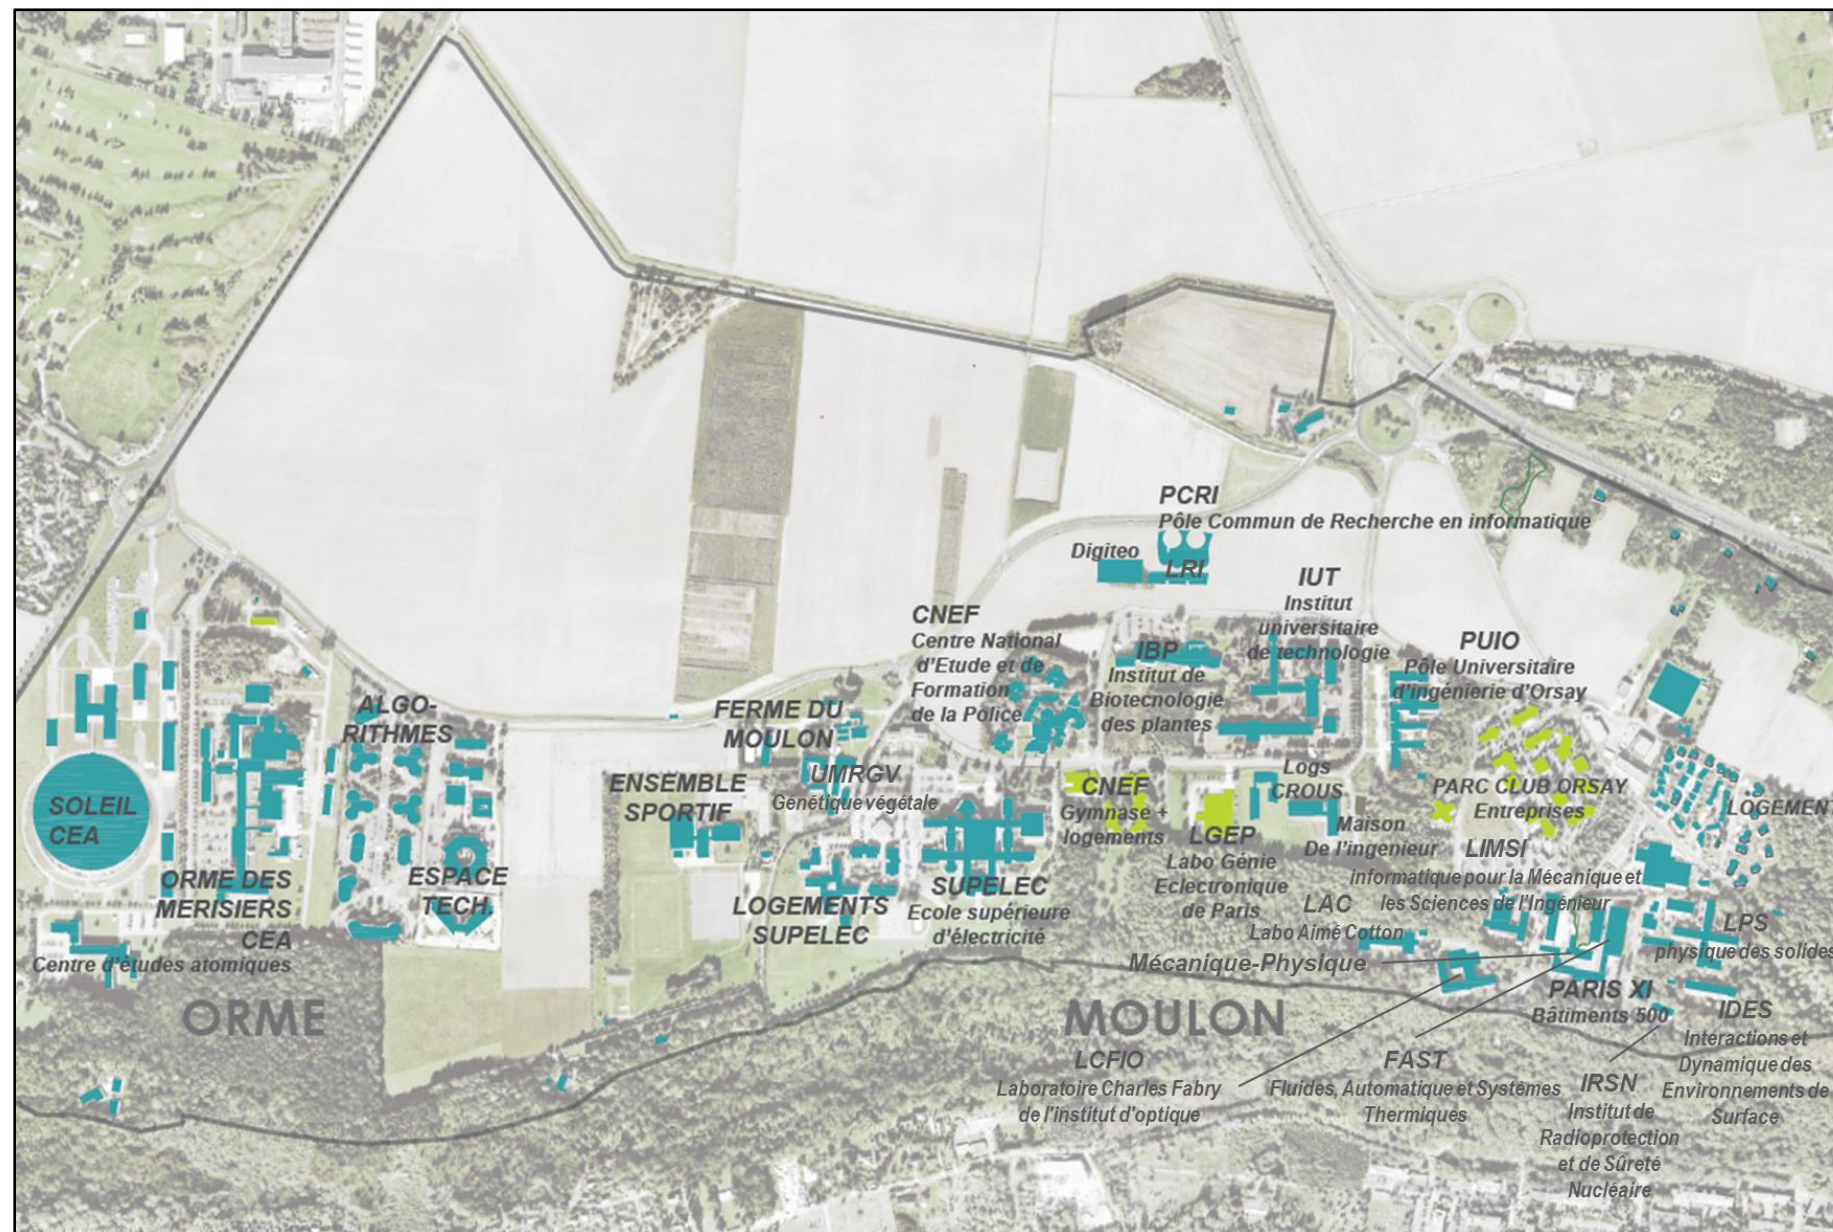 PCRI
Pôle Commun de Recherche en informatique
Digiteo
LRI
IUT
Institut
universitaire
de technologie
CNEF
Centre National
d'Etude et de
Formation
de la Police
IBP
Institut de
Biotechnologie
des plantes
PUIO
Pôle Universitaire
d'ingénierie d'Orsay
ALGO-
RITHMES
FERME DU
MOULON
UMRGV
Génétique végétale
ENSEMBLE
SPORTIF
SOLEIL
CEA
CNEF
Gymnase +
logements
Logs
CROUS
PARC CLUB ORSAY
Entreprises
LOGEMENT
LGEP
Labo Génie
Eclectronique
de Paris
Maison
De l'ingenieur
LIMSI
informatique pour la Mécanique et
les Sciences de l'Ingénieur
ORME DES
MERISIERS
CEA
Centre d'études atomiques
ESPACE
TECH.
LOGEMENTS
SUPELEC
SUPELEC
Ecole supérieure
d'électricité
LAC
Labo Aimé Cotton
LPS
physique des solides
Mécanique-Physique
PARIS XI
Bâtiments 500
ORME
MOULON
IDES
Interactions et
Dynamique des
Environnements de
Surface
LCFIO
Laboratoire Charles Fabry
de l'institut d'optique
FAST
Fluides, Automatique et Systèmes
Thermiques
IRSN
Institut de
Radioprotection
et de Sûreté
Nucléaire